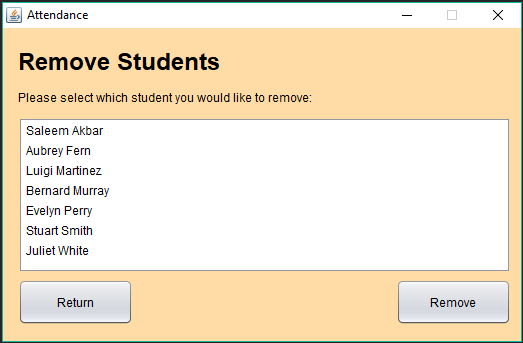 Attendance
Remove Students
Please select which student you would like to remove:
Saleem Akbar
Aubrey Fern
Luigi Martinez
Bernard Murray
Evelyn Perry
Stuart Smith
Juliet White
Return
Remove